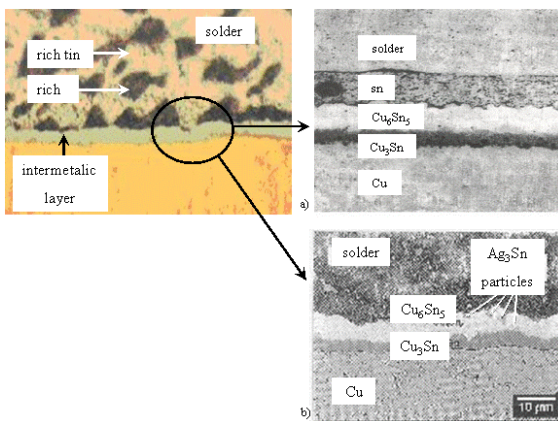 solder
rich tin
rich
intermetalic
layer
a)
solder
sn
Cu6Sn5
Cu3Sn
Cu
solder
Ag3Sn
particles
Cu6Sn5
Cu3Sn
Cu
b)
10 µm